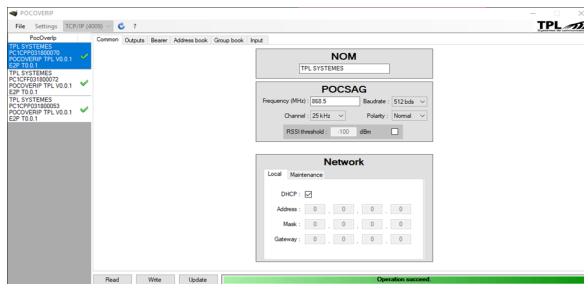 POCOVERIP
File Settings TCP/IP (4009) ?
TPL
PocOverIp
Common Outputs Bearer Address book Group book Input
TPL SYSTEMES
PC1CPP031800070
POCOVERIP TPL V0.0.1
E2P T0.0.1
TPL SYSTEMES
PC1CFF031800072
POCOVERIP TPL V0.0.1
E2P T0.0.1
TPL SYSTEMES
PC1CPP031800053
POCOVERIP TPL V0.0.1
E2P T0.0.1
NOM
TPL SYSTEMES
POCSAG
Frequency (MHz) : 868.5 Baudrate : 512 bds
Channel : 25 kHz Polarity : Normal
RSSI threshold : -100 dBm
Network
Local Maintenance
DHCP :
Address : 0 . 0 . 0 . 0
Mask : 0 . 0 . 0 . 0
Gateway : 0 . 0 . 0 . 0
Read Write Update Operation succeed.